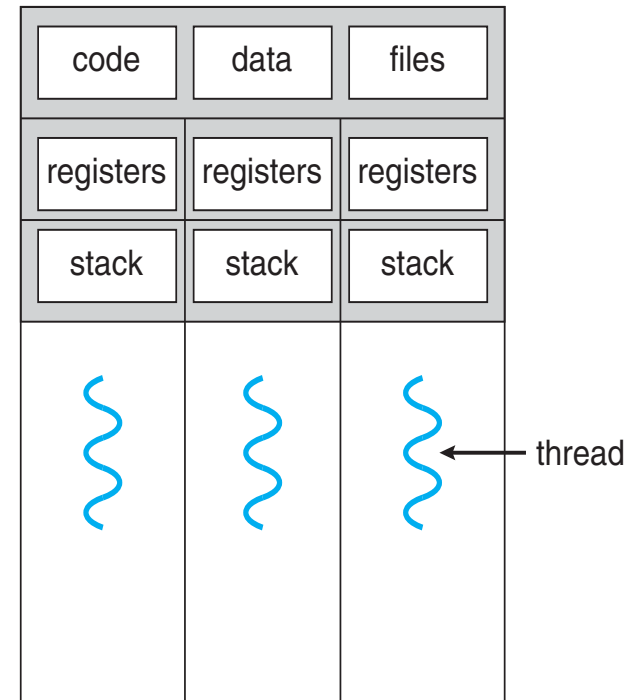 code data files
registers registers registers
stack stack stack
thread